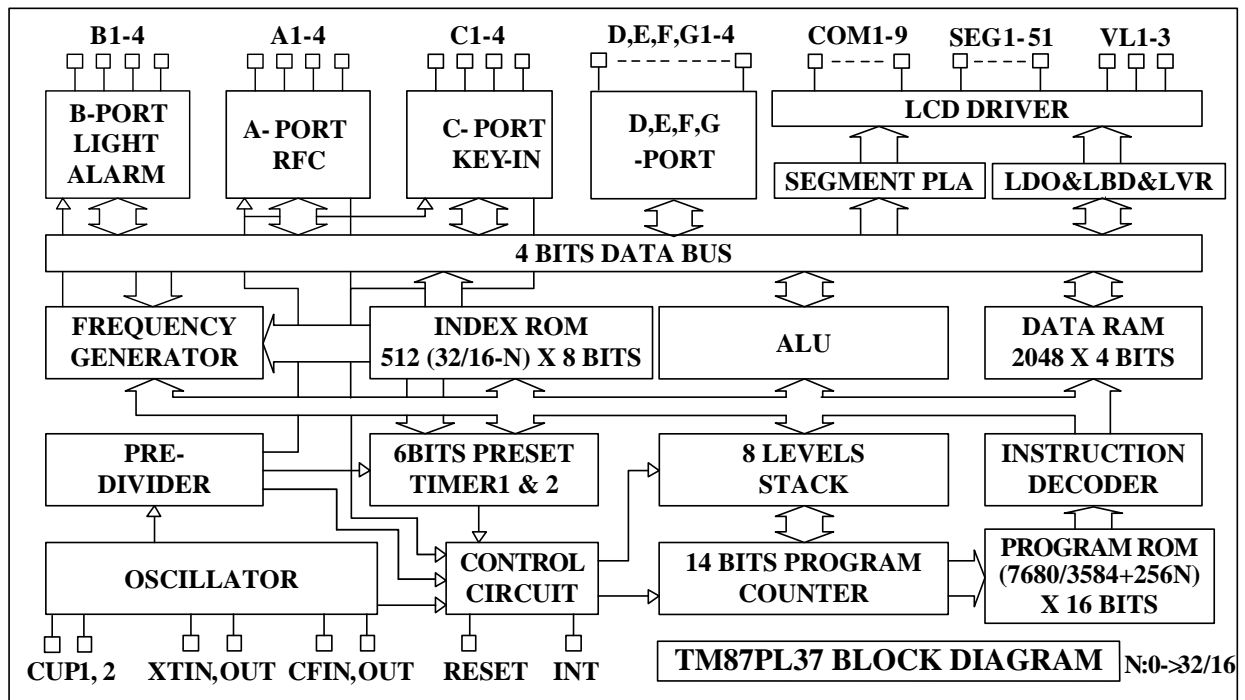 B1-4 A1-4 C1-4 D,E,F,G1-4 COM1-9 SEG1-51 VL1-3
B-PORT
LIGHT
ALARM
A- PORT
RFC
C- PORT
KEY-IN
D,E,F,G
-PORT
LCD DRIVER
SEGMENT PLA
LDO&LBD&LVR
4 BITS DATA BUS
FREQUENCY
GENERATOR
INDEX ROM
512 (32/16-N) X 8 BITS
ALU
DATA RAM
2048 X 4 BITS
PRE-
DIVIDER
6BITS PRESET
TIMER1 & 2
8 LEVELS
STACK
INSTRUCTION
DECODER
OSCILLATOR
CONTROL
CIRCUIT
14 BITS PROGRAM
COUNTER
PROGRAM ROM
(7680/3584+256N)
X 16 BITS
CUP1, 2 XTIN,OUT CFIN,OUT RESET INT
TM87PL37 BLOCK DIAGRAM
N:0->32/16